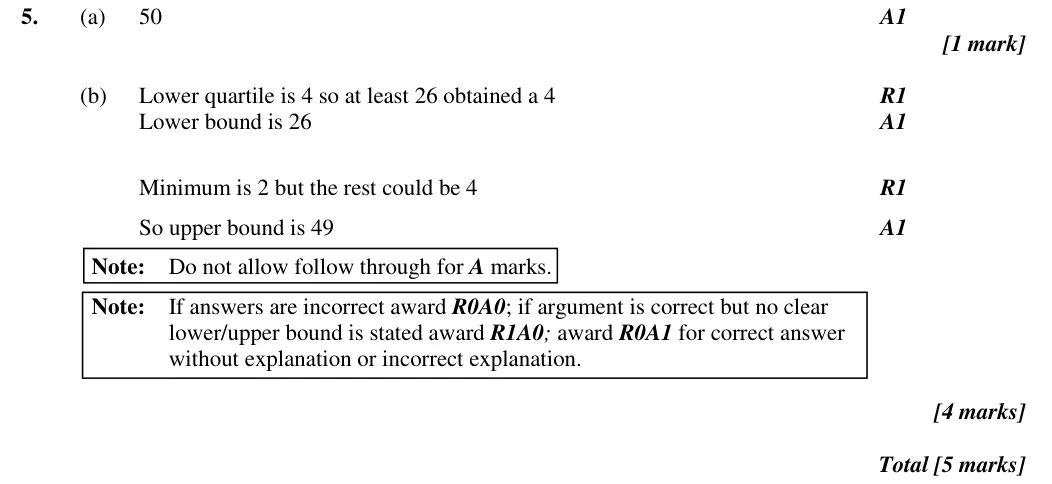 5. (a) 50 A1
[1 mark]
(b) Lower quartile is 4 so at least 26 obtained a 4 R1
Lower bound is 26 A1
Minimum is 2 but the rest could be 4 R1
So upper bound is 49 A1
Note: Do not allow follow through for A marks.
Note: If answers are incorrect award R0A0; if argument is correct but no clear
lower/upper bound is stated award R1A0; award R0A1 for correct answer
without explanation or incorrect explanation.
[4 marks]
Total [5 marks]